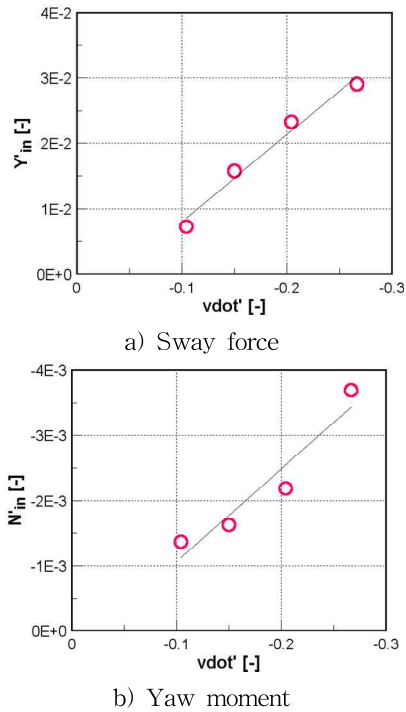 4E-2
3E-2
2E-2
1E-2
0E+0
Y'in [-]
0 -0.1 -0.2 -0.3
vdot' [-]
a) Sway force
-4E-3
-3E-3
-2E-3
-1E-3
0E+0
N'in [-]
0 -0.1 -0.2 -0.3
vdot' [-]
b) Yaw moment